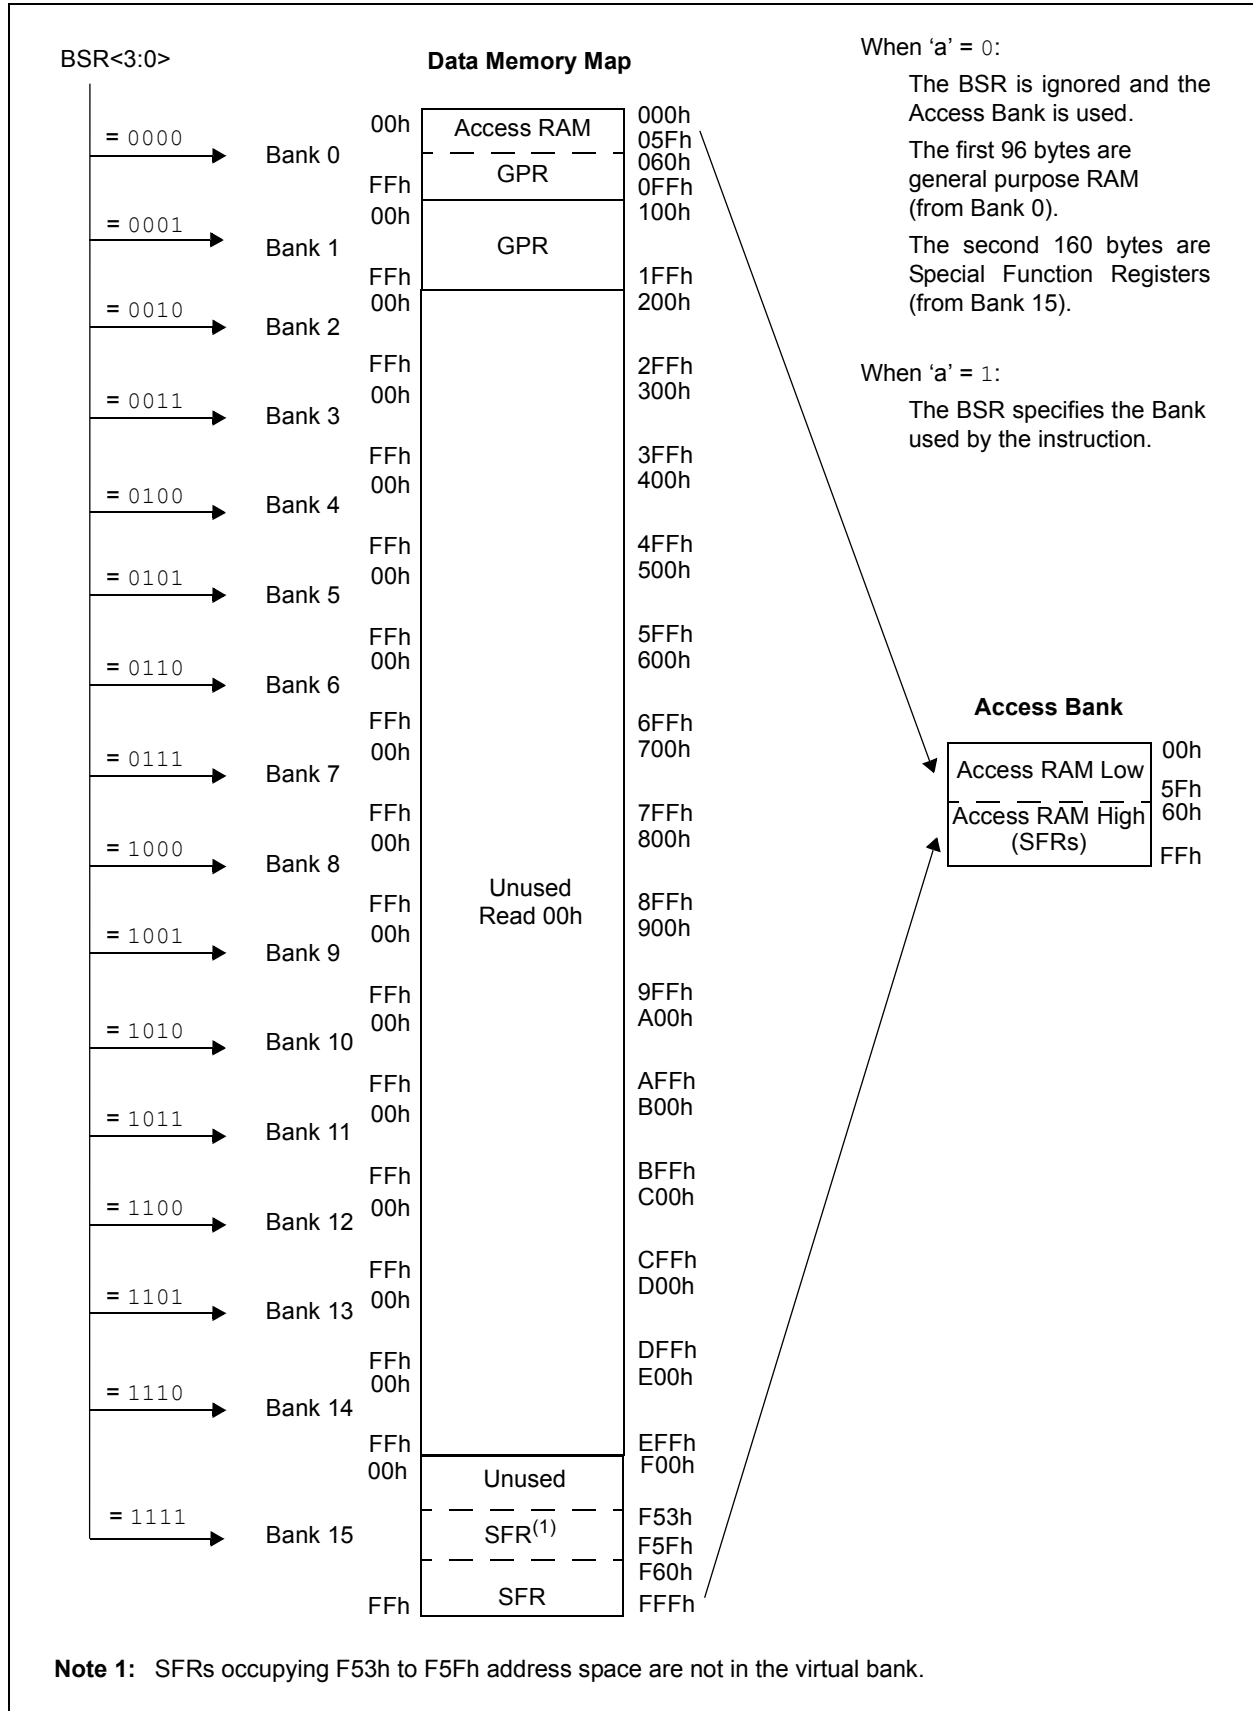 BSR<3:0>
Data Memory Map
When ‘a’ = 0:
The BSR is ignored and the
Access Bank is used.
The first 96 bytes are
general purpose RAM
(from Bank 0).
The second 160 bytes are
Special Function Registers
(from Bank 15).
When ‘a’ = 1:
The BSR specifies the Bank
used by the instruction.
= 0000
Bank 0
00h
Access RAM
000h
05Fh
060h
GPR
FFh
0FFh
= 0001
Bank 1
00h
100h
GPR
FFh
1FFh
= 0010
Bank 2
00h
200h
FFh
2FFh
= 0011
Bank 3
00h
300h
FFh
3FFh
= 0100
Bank 4
00h
400h
FFh
4FFh
= 0101
Bank 5
00h
500h
FFh
5FFh
= 0110
Bank 6
00h
600h
FFh
6FFh
= 0111
Bank 7
00h
700h
FFh
7FFh
= 1000
Bank 8
00h
800h
FFh
8FFh
Unused
Read 00h
= 1001
Bank 9
00h
900h
FFh
9FFh
= 1010
Bank 10
00h
A00h
FFh
AFFh
= 1011
Bank 11
00h
B00h
FFh
BFFh
= 1100
Bank 12
00h
C00h
FFh
CFFh
= 1101
Bank 13
00h
D00h
FFh
DFFh
= 1110
Bank 14
00h
E00h
FFh
EFFh
= 1111
Bank 15
00h
F00h
Unused
F53h
SFR(1)
F5Fh
F60h
SFR
FFh
FFFh
Access Bank
Access RAM Low
00h
5Fh
Access RAM High
(SFRs)
60h
FFh
Note 1: SFRs occupying F53h to F5Fh address space are not in the virtual bank.